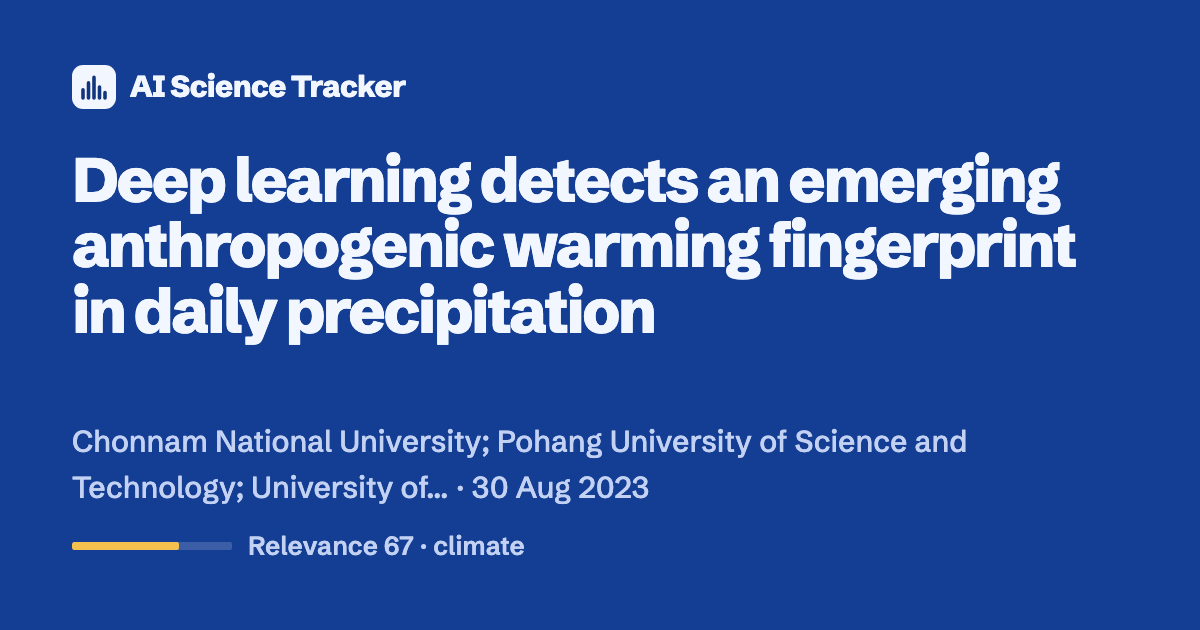 AI Science Tracker
Deep learning detects an emerging
anthropogenic warming fingerprint
in daily precipitation
Chonnam National University; Pohang University of Science and
Technology; University of... · 30 Aug 2023
Relevance 67 · climate